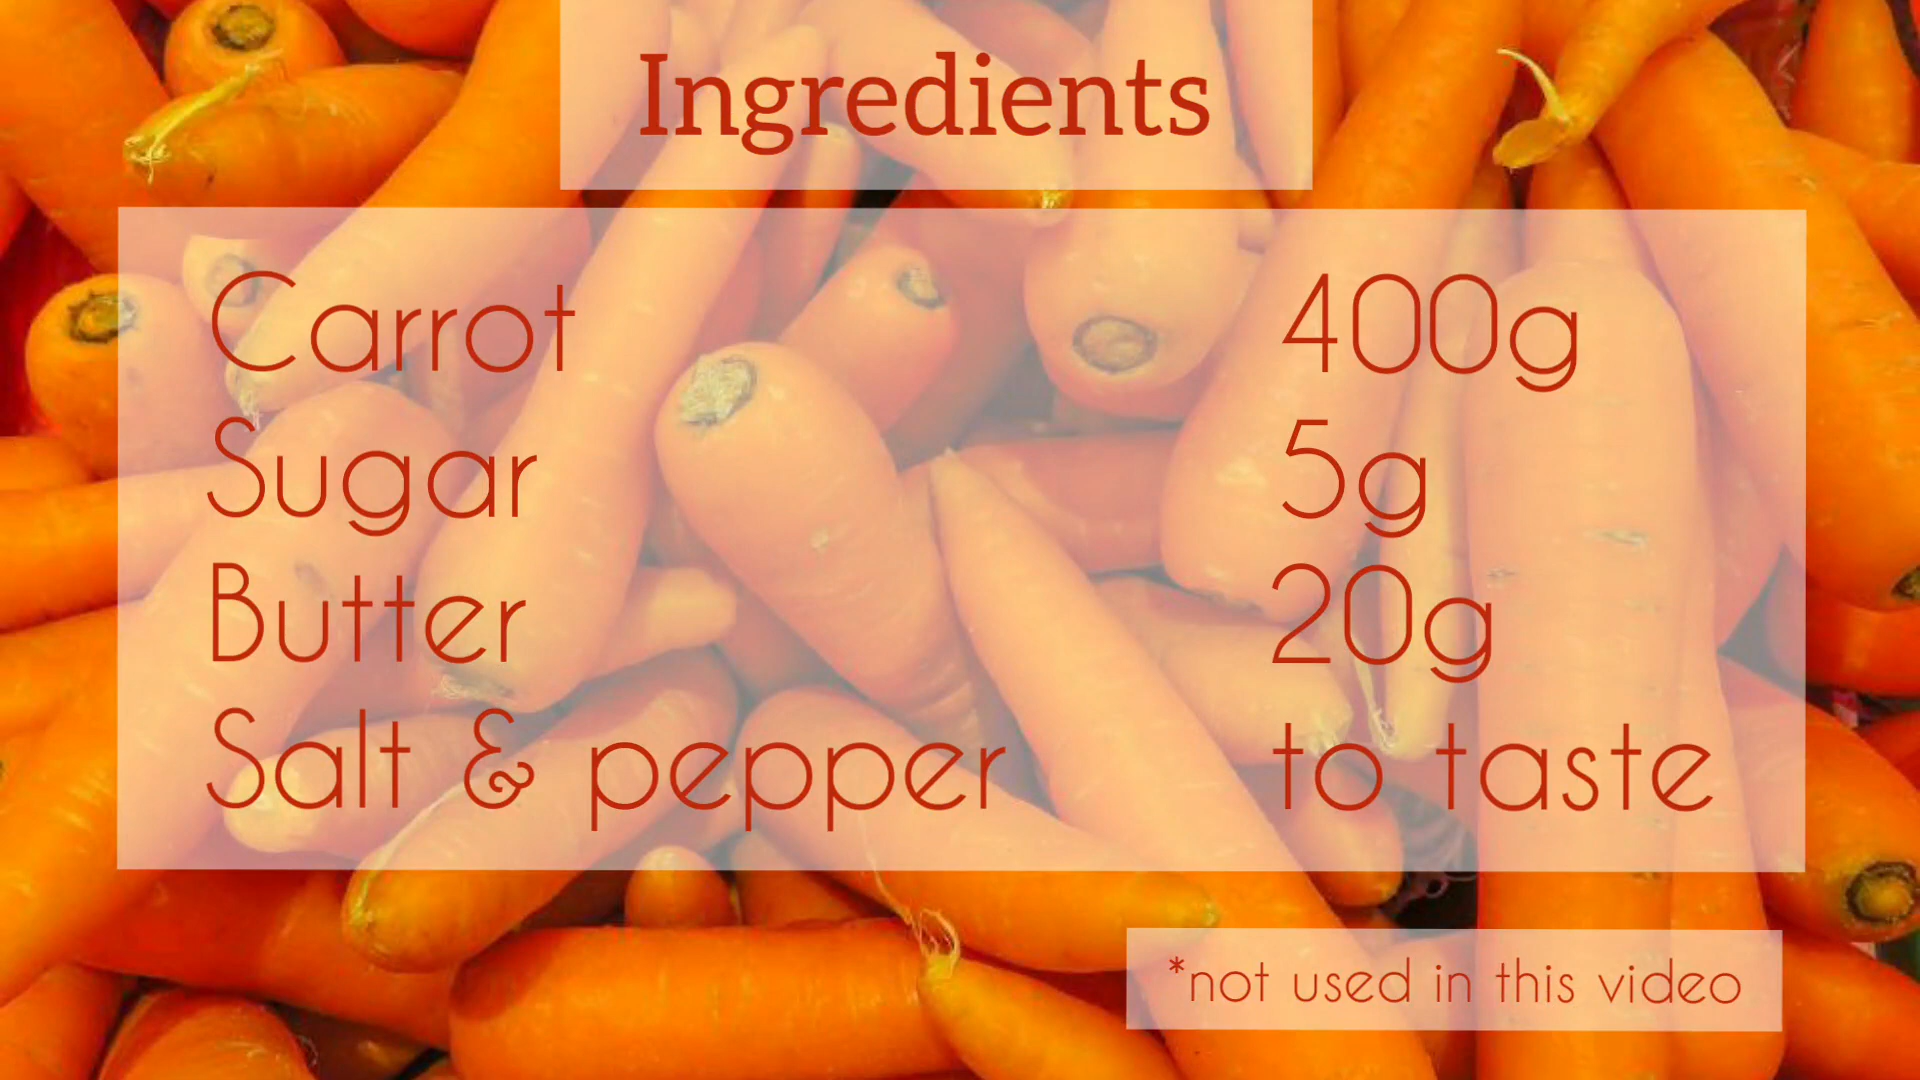 Ingredients
Carrot 400g
Sugar 5g
Butter 20g
Salt & pepper to taste
*not used in this video